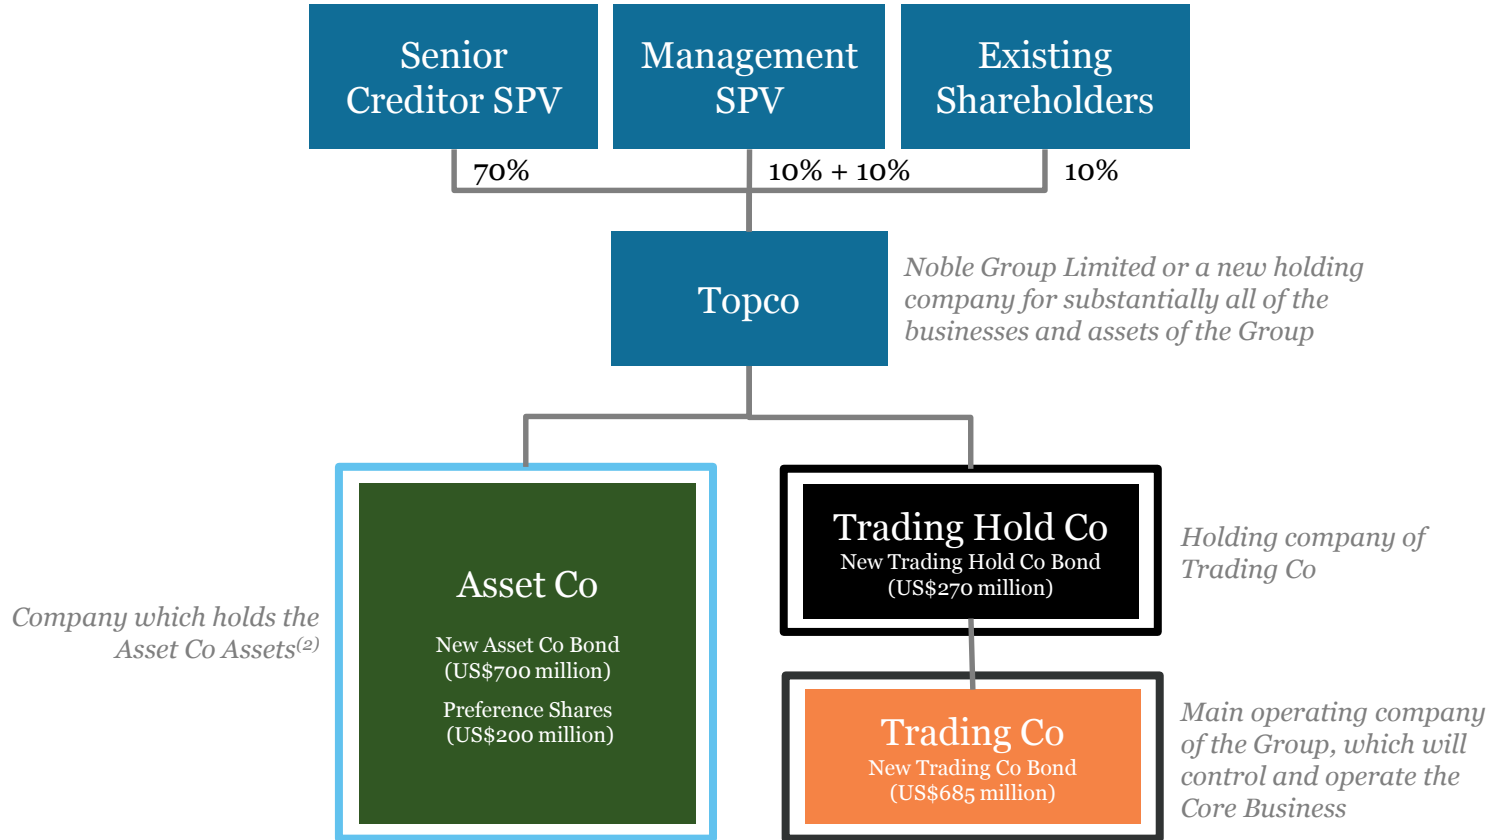 Senior
Creditor SPV
Management
SPV
Existing
Shareholders
70%
10% + 10%
10%
Topco
Noble Group Limited or a new holding
company for substantially all of the
businesses and assets of the Group
Company which holds the
Asset Co Assets(2)
Asset Co
New Asset Co Bond
(US$700 million)
Preference Shares
(US$200 million)
Trading Hold Co
New Trading Hold Co Bond
(US$270 million)
Holding company of
Trading Co
Trading Co
New Trading Co Bond
(US$685 million)
Main operating company
of the Group, which will
control and operate the
Core Business